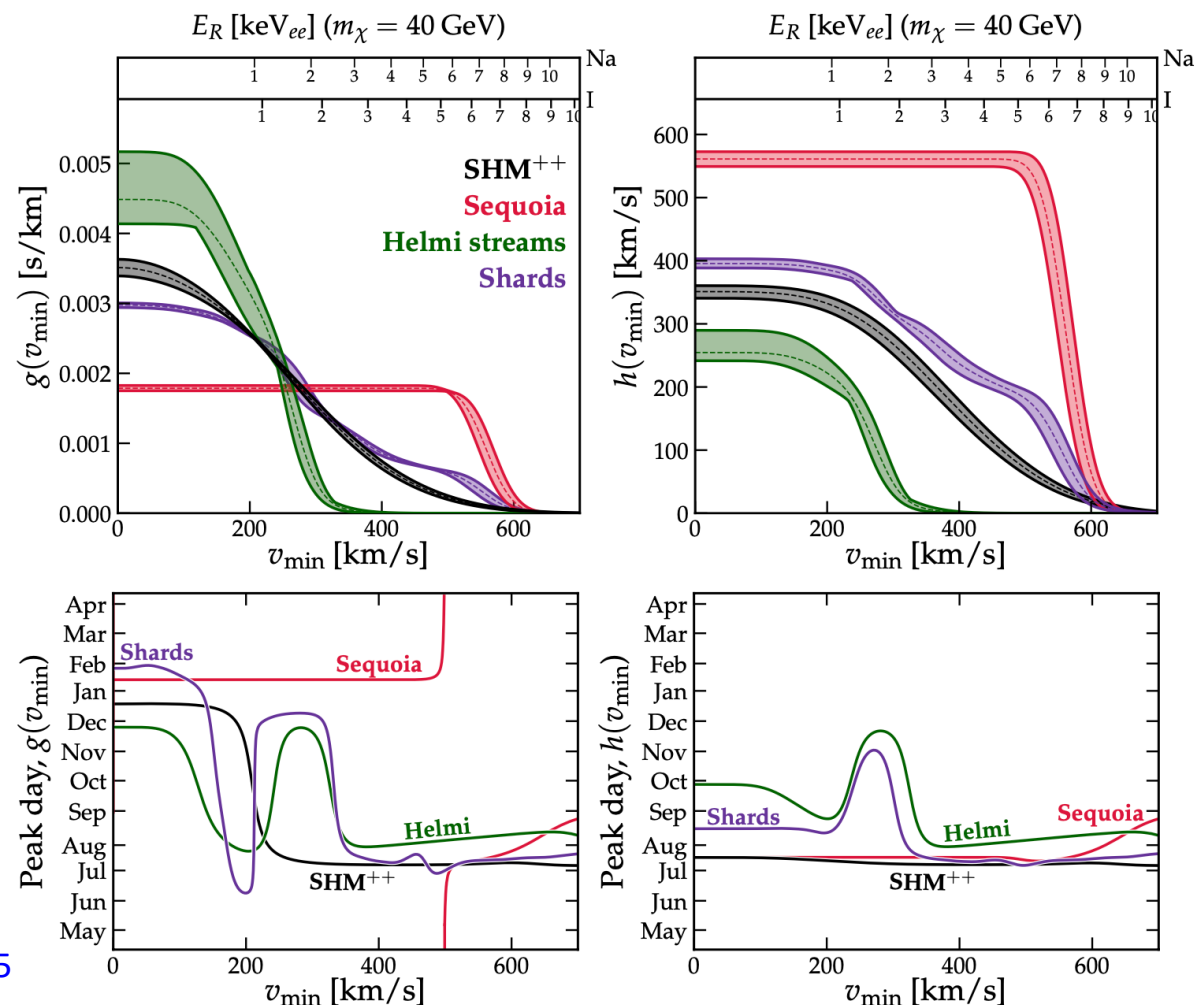 E_R [keV_ee] (m_χ = 40 GeV)
Na
1 2 3 4 5 6 7 8 9 10
I
1 2 3 4 5 6 7 8 9 10
SHM++
Sequoia
Helmi streams
Shards
g(v_min) [s/km]
0.005
0.004
0.003
0.002
0.001
0.000
0 200 400 600
v_min [km/s]
E_R [keV_ee] (m_χ = 40 GeV)
Na
1 2 3 4 5 6 7 8 9 10
I
1 2 3 4 5 6 7 8 9 10
h(v_min) [km/s]
600
500
400
300
200
100
0
0 200 400 600
v_min [km/s]
Peak day, g(v_min)
Apr
Mar
Feb
Jan
Dec
Nov
Oct
Sep
Aug
Jul
Jun
May
Shards
Sequoia
Helmi
SHM++
0 200 400 600
v_min [km/s]
Peak day, h(v_min)
Apr
Mar
Feb
Jan
Dec
Nov
Oct
Sep
Aug
Jul
Jun
May
Shards
Sequoia
Helmi
SHM++
0 200 400 600
v_min [km/s]
5